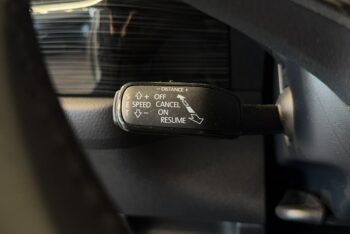 − DISTANCE +
S ⇧ + OFF
E SPEED CANCEL
T ⇩ − ON
RESUME